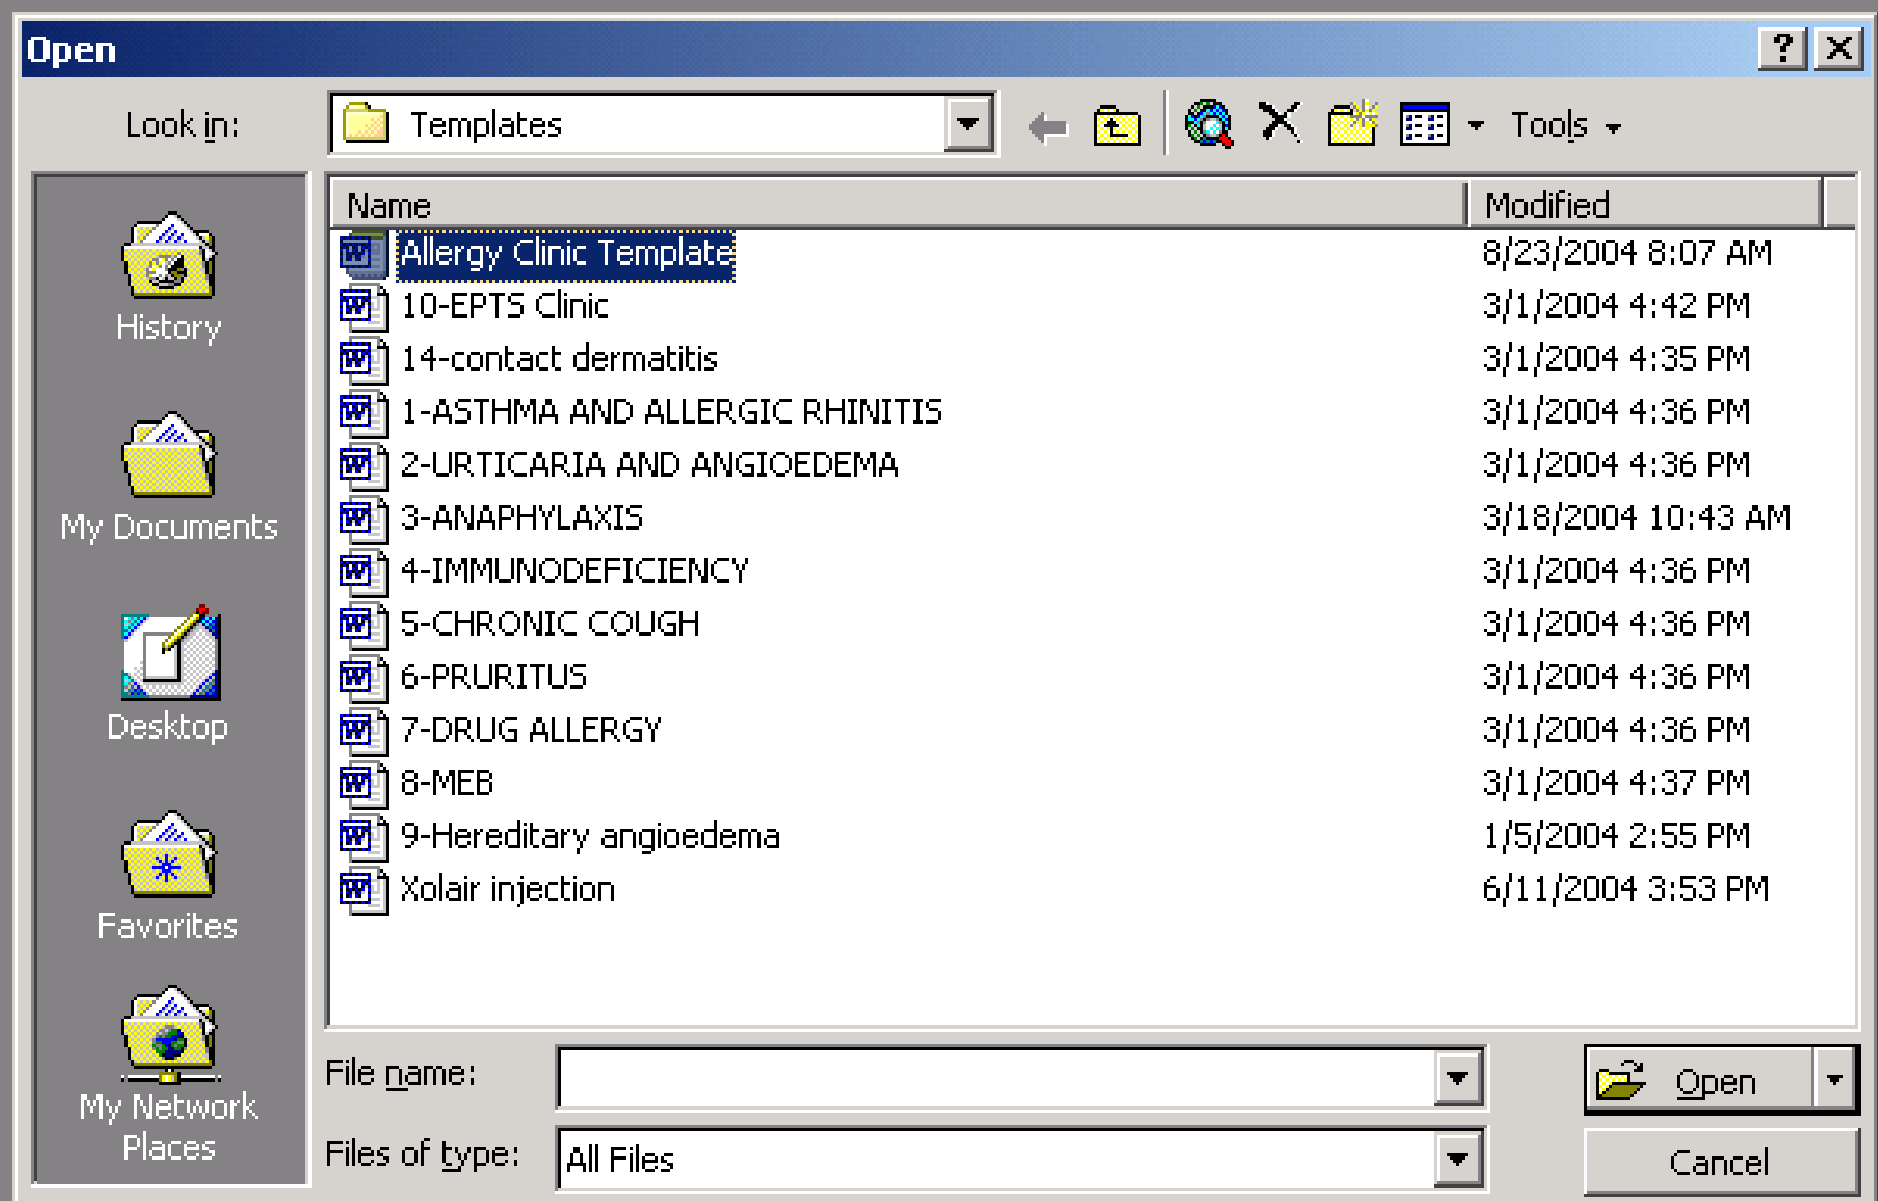 Open
Look in:
Templates
Tools
Name
Modified
Allergy Clinic Template 8/23/2004 8:07 AM
10-EPTS Clinic 3/1/2004 4:42 PM
14-contact dermatitis 3/1/2004 4:35 PM
1-ASTHMA AND ALLERGIC RHINITIS 3/1/2004 4:36 PM
2-URTICARIA AND ANGIOEDEMA 3/1/2004 4:36 PM
3-ANAPHYLAXIS 3/18/2004 10:43 AM
4-IMMUNODEFICIENCY 3/1/2004 4:36 PM
5-CHRONIC COUGH 3/1/2004 4:36 PM
6-PRURITUS 3/1/2004 4:36 PM
7-DRUG ALLERGY 3/1/2004 4:36 PM
8-MEB 3/1/2004 4:37 PM
9-Hereditary angioedema 1/5/2004 2:55 PM
Xolair injection 6/11/2004 3:53 PM
History
My Documents
Desktop
Favorites
My Network
Places
File name:
Open
Files of type:
All Files
Cancel